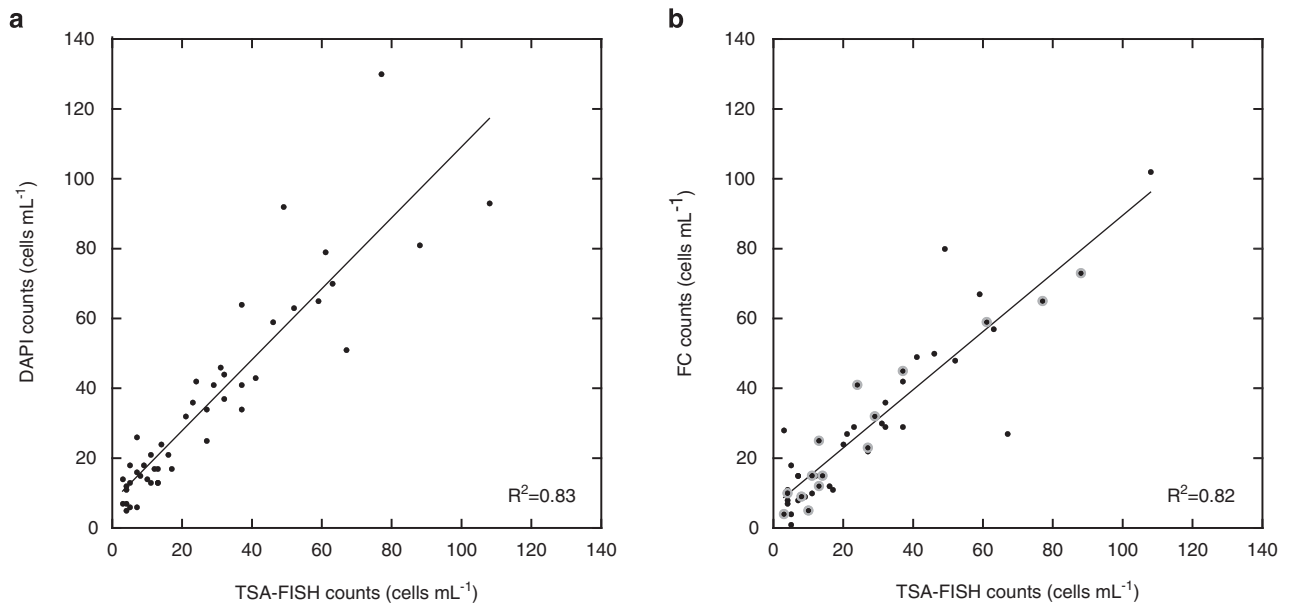 a
140
120
100
80
60
40
20
0
DAPI counts (cells mL⁻¹)
R²=0.83
0 20 40 60 80 100 120 140
TSA-FISH counts (cells mL⁻¹)
b
140
120
100
80
60
40
20
0
FC counts (cells mL⁻¹)
R²=0.82
0 20 40 60 80 100 120 140
TSA-FISH counts (cells mL⁻¹)